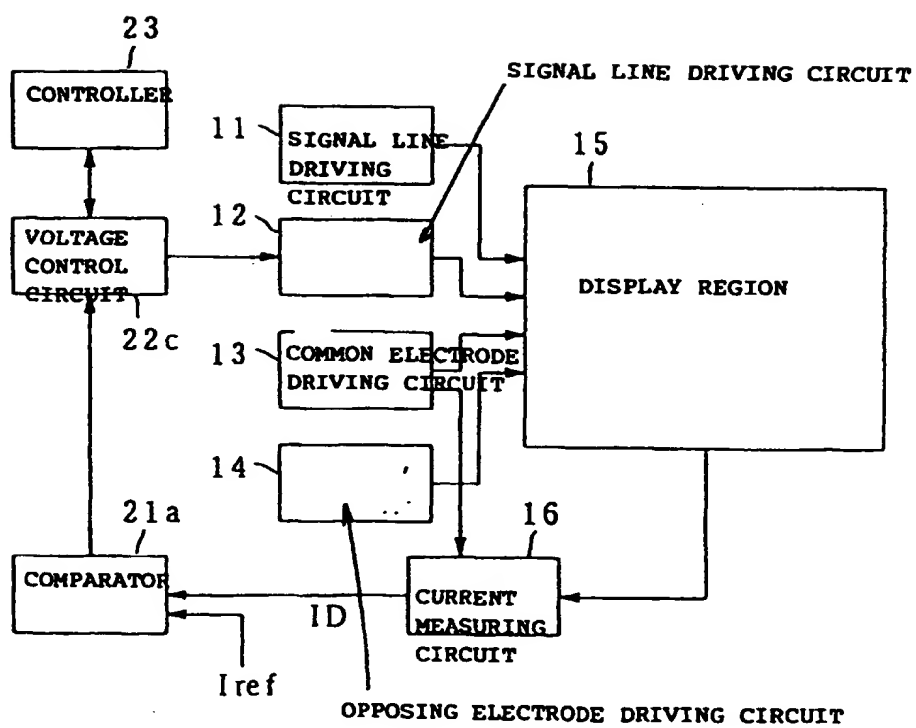 23
CONTROLLER
SIGNAL LINE DRIVING CIRCUIT
11
SIGNAL LINE
DRIVING
CIRCUIT
15
12
VOLTAGE
CONTROL
CIRCUIT
DISPLAY REGION
22c
13
COMMON ELECTRODE
DRIVING CIRCUIT
14
21a
16
COMPARATOR
ID
CURRENT
MEASURING
CIRCUIT
Iref
OPPOSING ELECTRODE DRIVING CIRCUIT